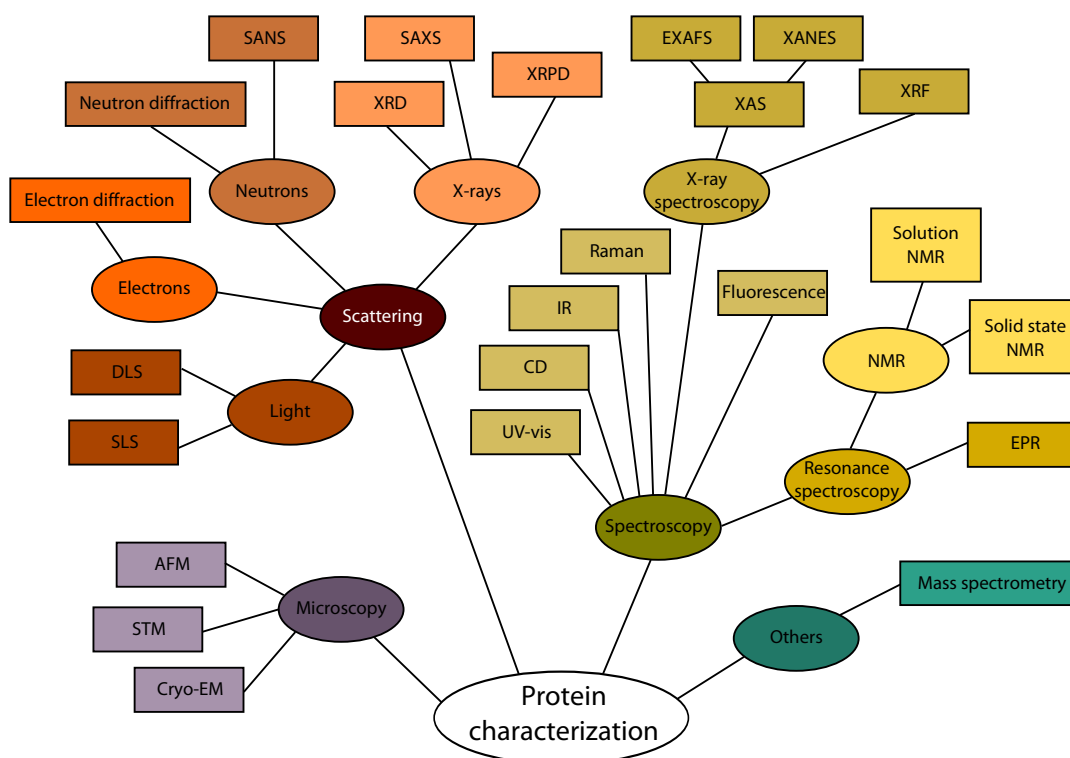 SANS
SAXS
EXAFS
XANES
Neutron diffraction
XRD
XRPD
XAS
XRF
Neutrons
X-rays
X-ray
spectroscopy
Electron diffraction
Solution
NMR
Raman
Electrons
Scattering
IR
Fluorescence
Solid state
NMR
NMR
DLS
CD
Light
SLS
UV-vis
EPR
Resonance
spectroscopy
Spectroscopy
AFM
Microscopy
Mass spectrometry
STM
Others
Cryo-EM
Protein
characterization